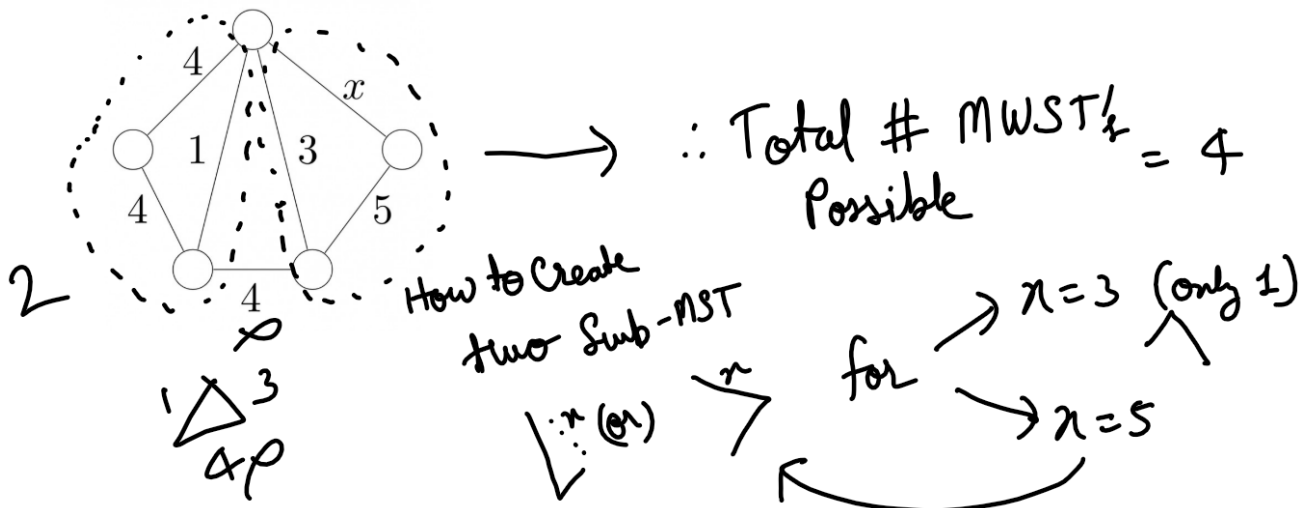 4
x
1
3
4
5
4
2
∴ Total # MWST's
Possible
= 4
How to Create
two Sub-MST
for
x=3 (only 1)
x=5
1
3
4
x (or)
x